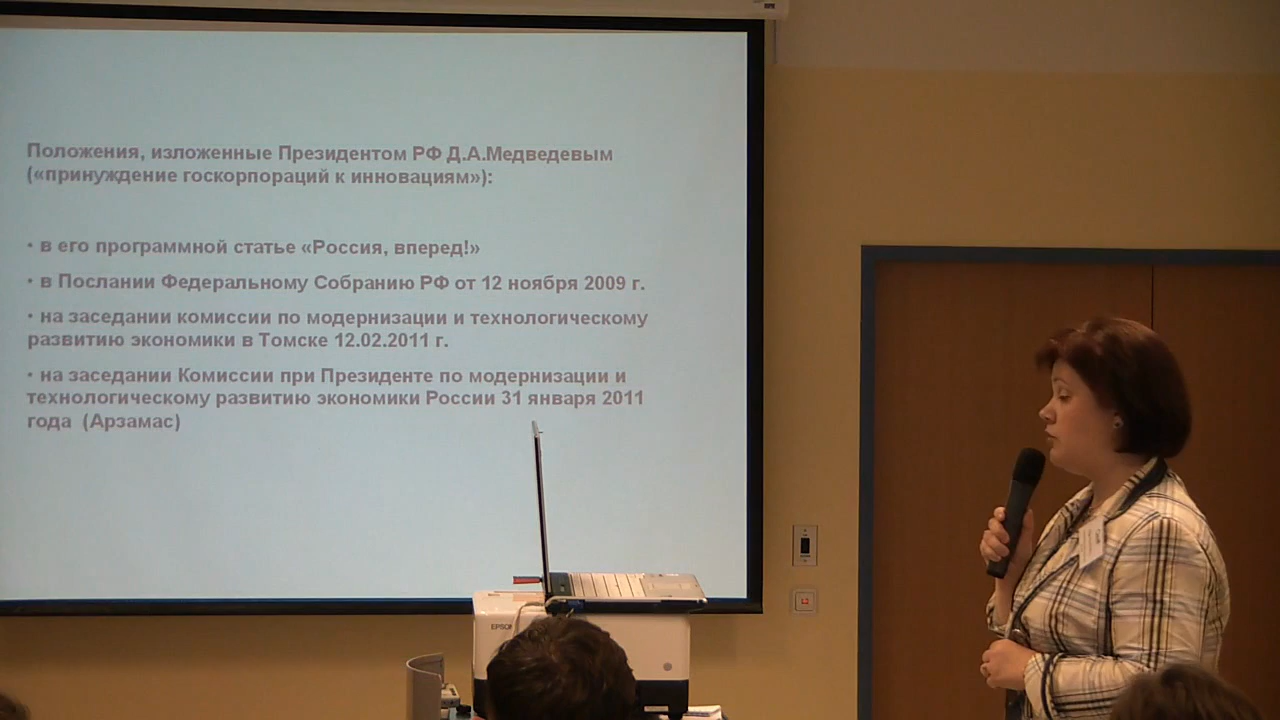 Положения, изложенные Президентом РФ Д.А.Медведевым
(«принуждение госкорпораций к инновациям»):
• в его программной статье «Россия, вперед!»
• в Послании Федеральному Собранию РФ от 12 ноября 2009 г.
• на заседании комиссии по модернизации и технологическому
развитию экономики в Томске 12.02.2011 г.
• на заседании Комиссии при Президенте по модернизации и
технологическому развитию экономики России 31 января 2011
года (Арзамас)
EPSON